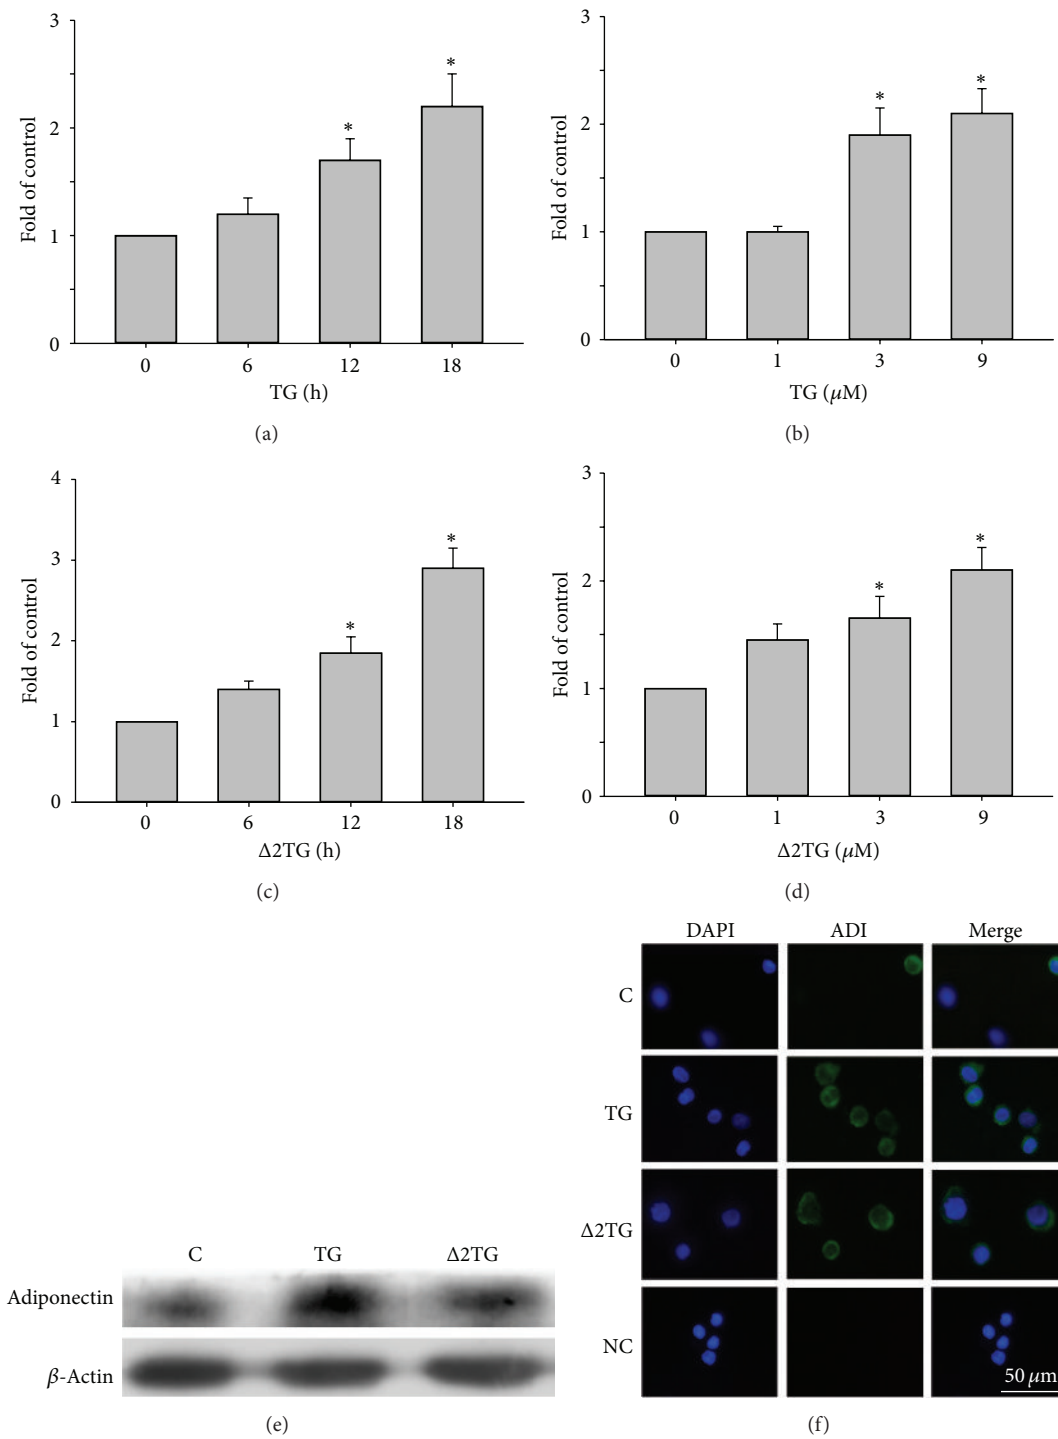 3
2
1
0
Fold of control
*
*
0
6
12
18
TG (h)
(a)
3
2
1
0
Fold of control
*
*
0
1
3
9
TG (μM)
(b)
4
3
2
1
0
Fold of control
*
*
0
6
12
18
Δ2TG (h)
(c)
3
2
1
0
Fold of control
*
*
0
1
3
9
Δ2TG (μM)
(d)
C TG Δ2TG
Adiponectin
β-Actin
(e)
DAPI ADI Merge
C
TG
Δ2TG
NC
50 μm
(f)